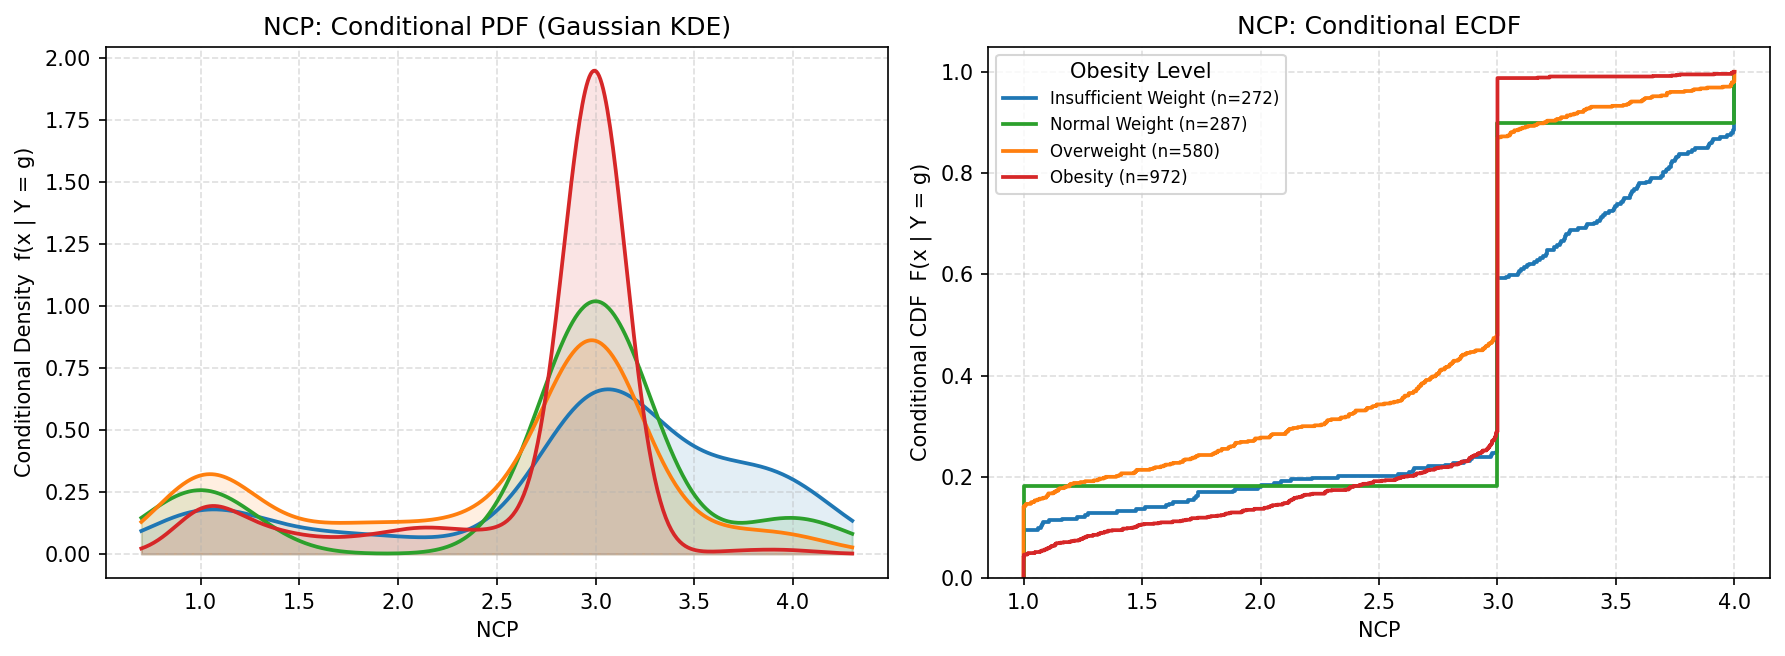 NCP: Conditional PDF (Gaussian KDE)
Conditional Density f(x | Y = g)
2.00
1.75
1.50
1.25
1.00
0.75
0.50
0.25
0.00
1.0 1.5 2.0 2.5 3.0 3.5 4.0
NCP
NCP: Conditional ECDF
Conditional CDF F(x | Y = g)
1.0
0.8
0.6
0.4
0.2
0.0
Obesity Level
Insufficient Weight (n=272)
Normal Weight (n=287)
Overweight (n=580)
Obesity (n=972)
1.0 1.5 2.0 2.5 3.0 3.5 4.0
NCP